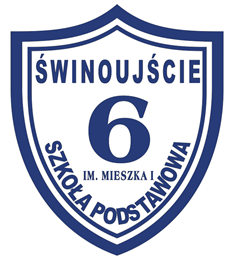 ŚWINOUJŚCIE
6
IM. MIESZKA I
SZKOŁA PODSTAWOWA